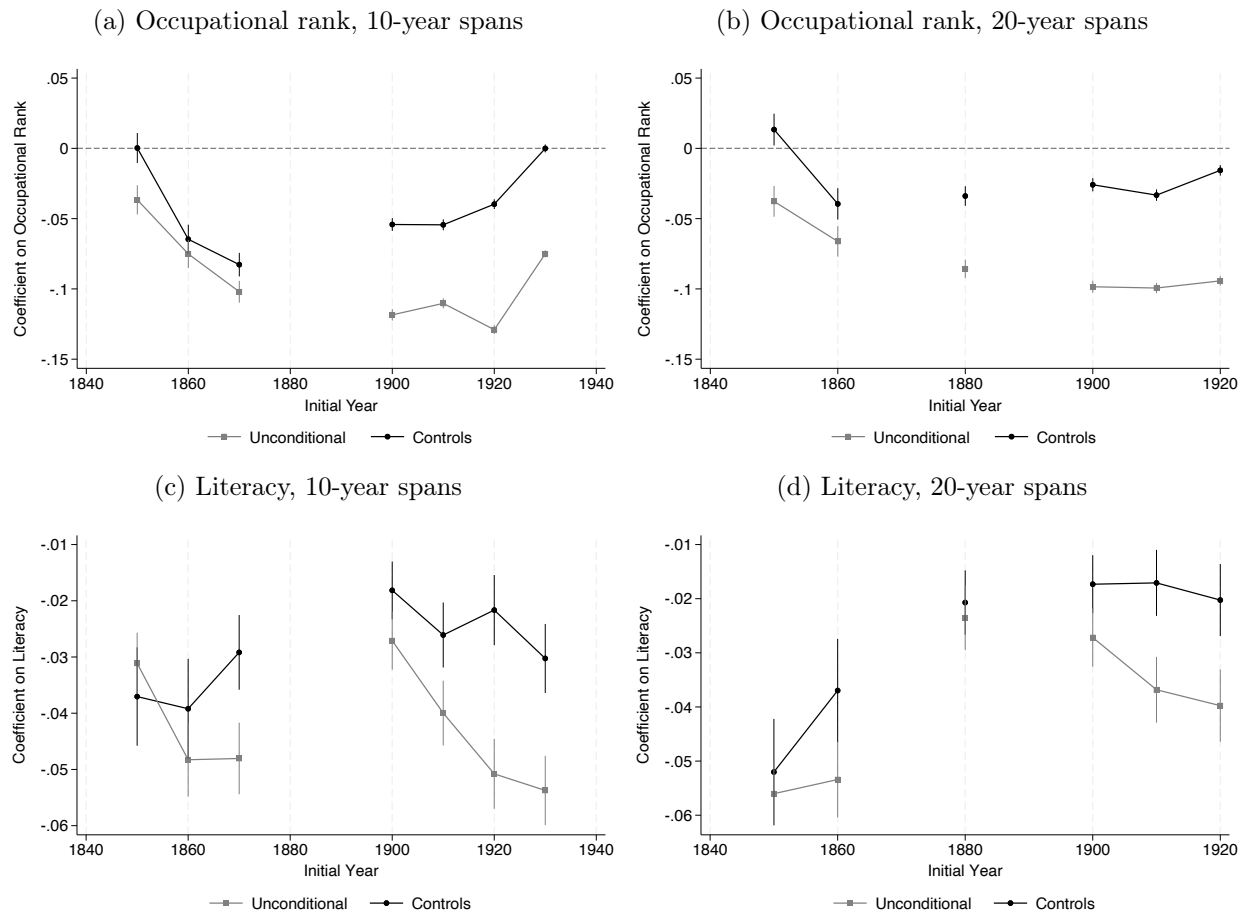 (a) Occupational rank, 10-year spans
.05
0
-.05
-.1
-.15
Coefficient on Occupational Rank
1840 1860 1880 1900 1920 1940
Initial Year
Unconditional Controls
(b) Occupational rank, 20-year spans
.05
0
-.05
-.1
-.15
Coefficient on Occupational Rank
1840 1860 1880 1900 1920
Initial Year
Unconditional Controls
(c) Literacy, 10-year spans
-.01
-.02
-.03
-.04
-.05
-.06
Coefficient on Literacy
1840 1860 1880 1900 1920 1940
Initial Year
Unconditional Controls
(d) Literacy, 20-year spans
-.01
-.02
-.03
-.04
-.05
-.06
Coefficient on Literacy
1840 1860 1880 1900 1920
Initial Year
Unconditional Controls